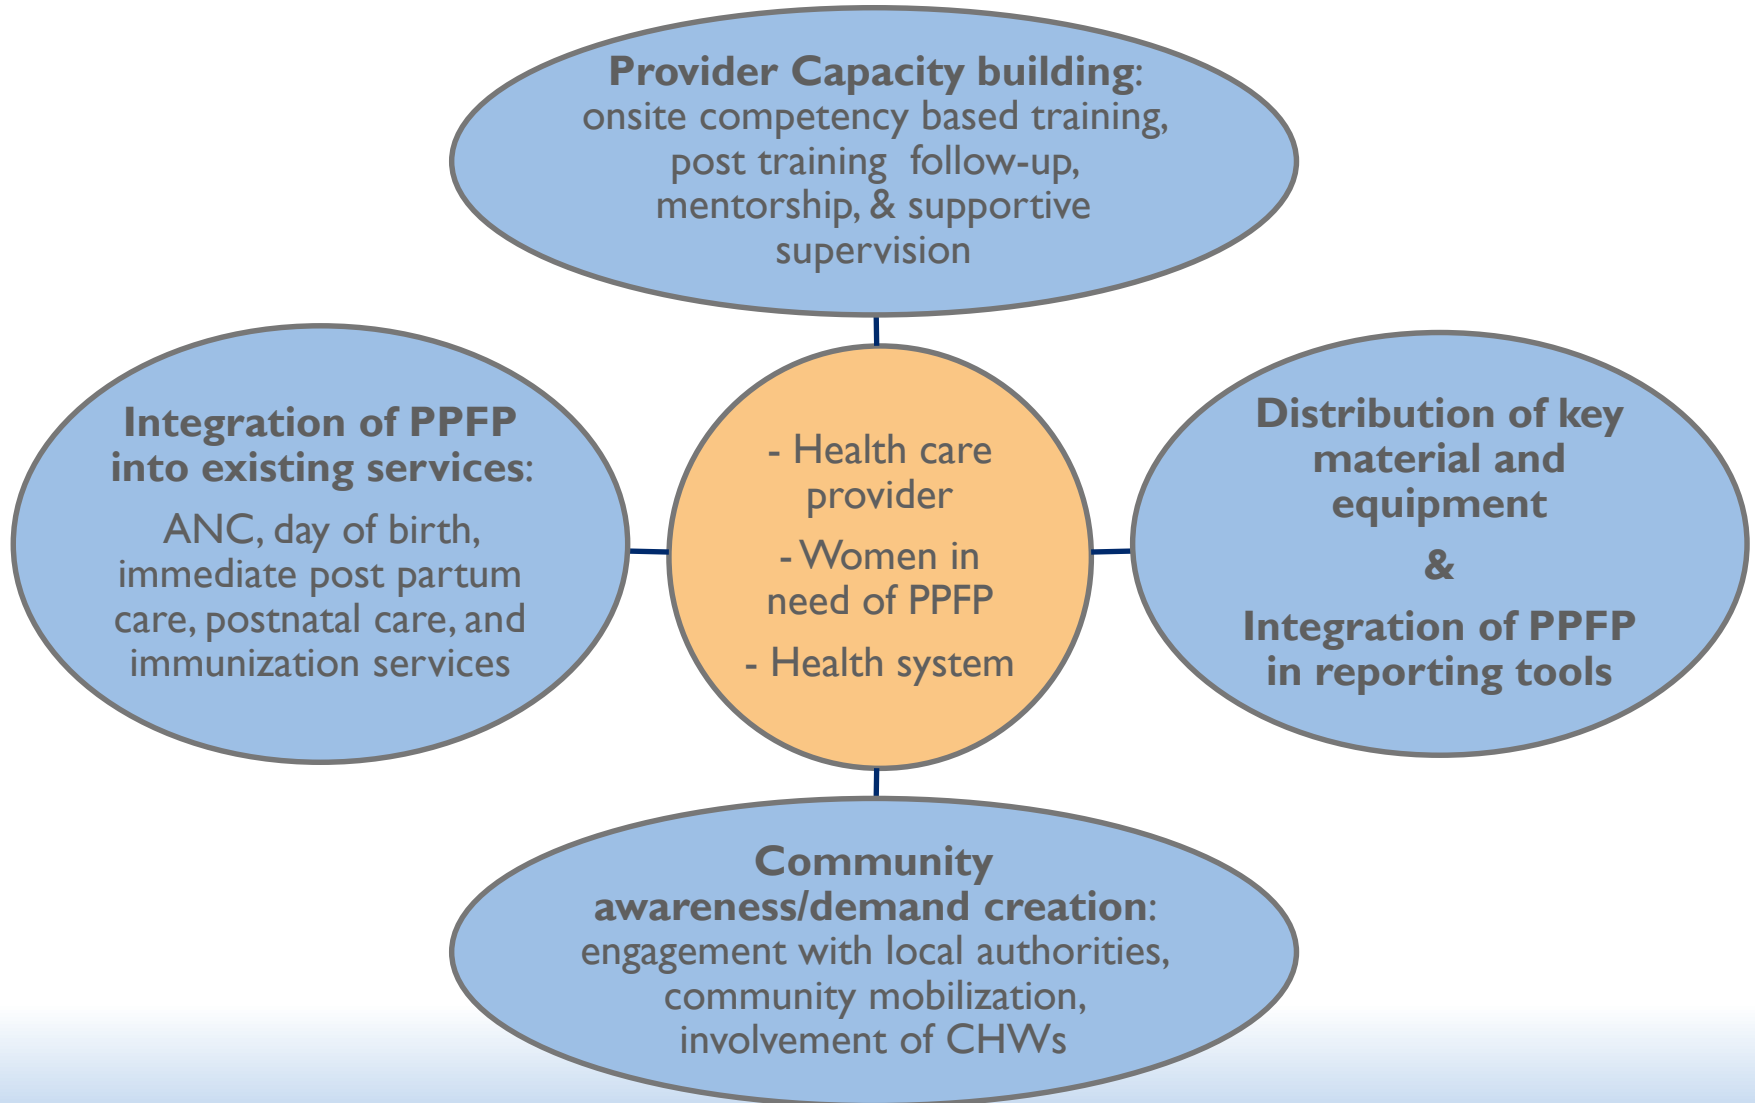 Provider Capacity building:
onsite competency based training,
post training follow-up,
mentorship, & supportive
supervision
Integration of PPFP
into existing services:
ANC, day of birth,
immediate post partum
care, postnatal care, and
immunization services
- Health care
provider
- Women in
need of PPFP
- Health system
Distribution of key
material and
equipment
&
Integration of PPFP
in reporting tools
Community
awareness/demand creation:
engagement with local authorities,
community mobilization,
involvement of CHWs